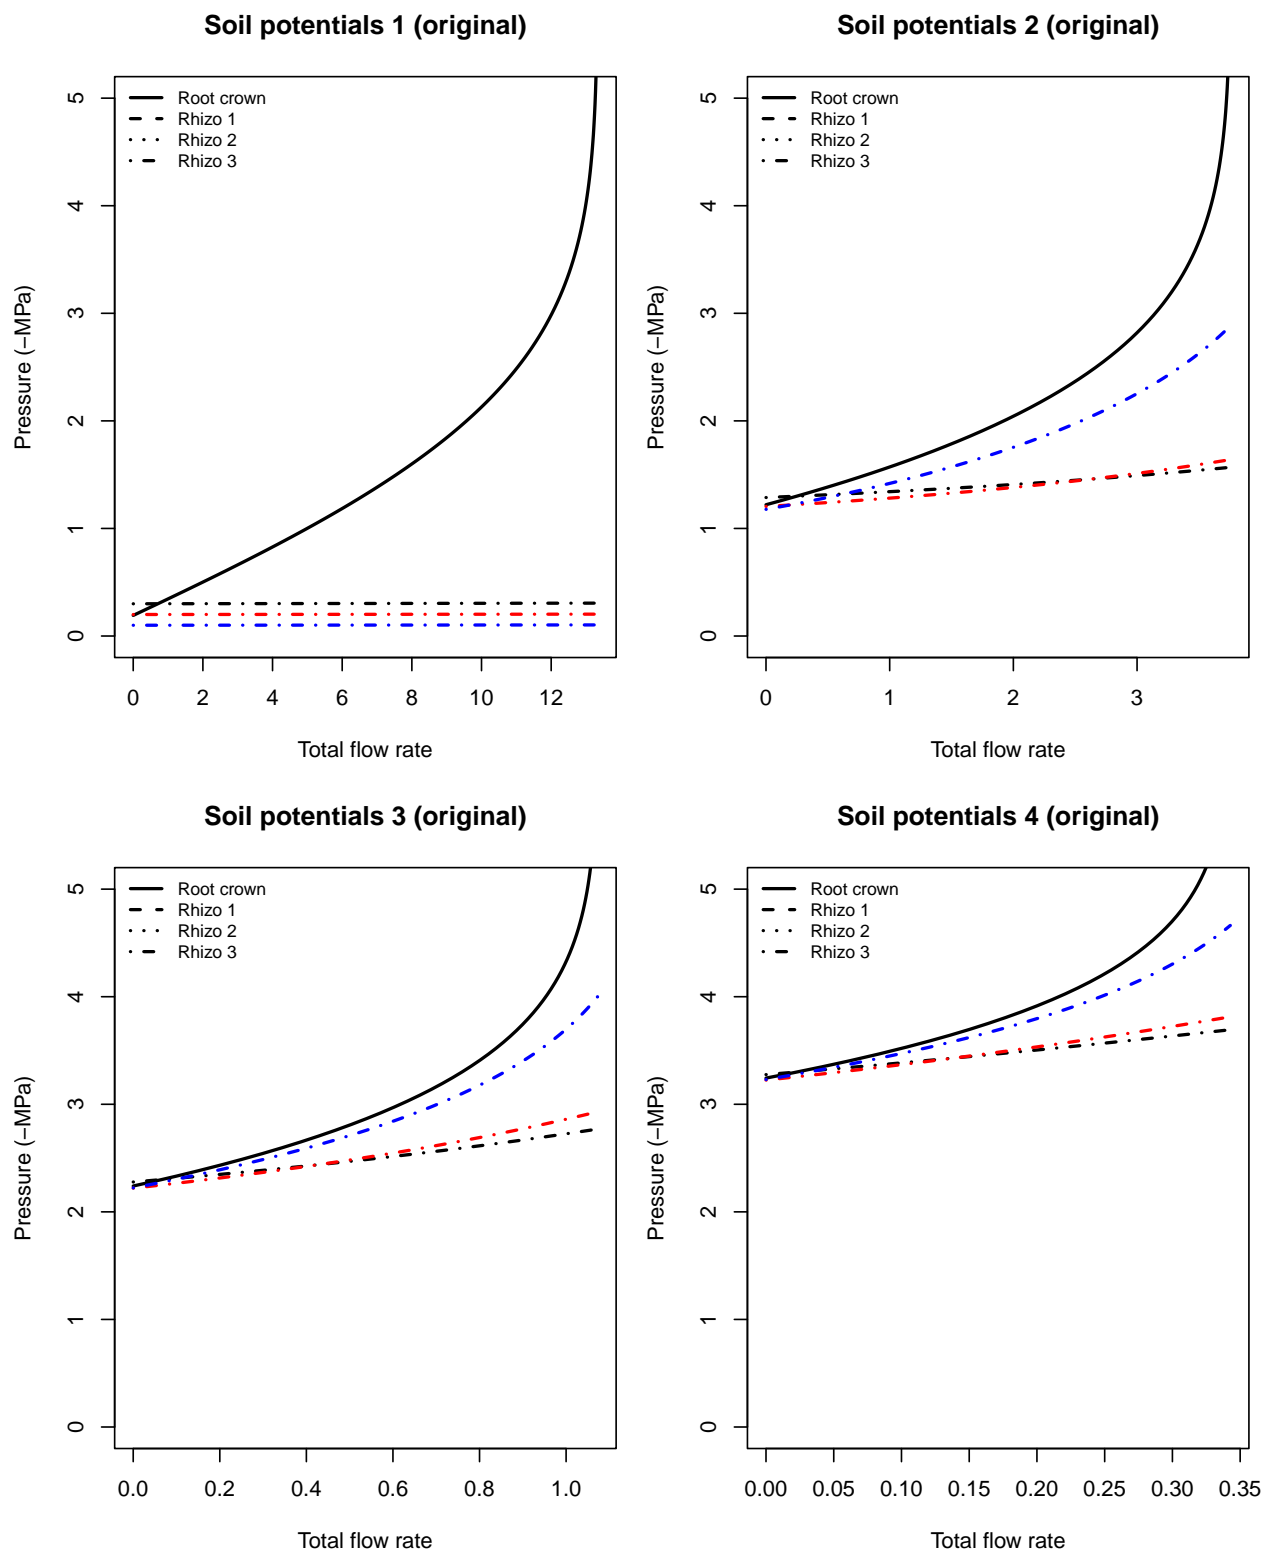 Soil potentials 1 (original)
5
4
3
2
1
0
Pressure (−MPa)
Root crown
Rhizo 1
Rhizo 2
Rhizo 3
0 2 4 6 8 10 12
Total flow rate
Soil potentials 2 (original)
5
4
3
2
1
0
Pressure (−MPa)
Root crown
Rhizo 1
Rhizo 2
Rhizo 3
0 1 2 3
Total flow rate
Soil potentials 3 (original)
5
4
3
2
1
0
Pressure (−MPa)
Root crown
Rhizo 1
Rhizo 2
Rhizo 3
0.0 0.2 0.4 0.6 0.8 1.0
Total flow rate
Soil potentials 4 (original)
5
4
3
2
1
0
Pressure (−MPa)
Root crown
Rhizo 1
Rhizo 2
Rhizo 3
0.00 0.05 0.10 0.15 0.20 0.25 0.30 0.35
Total flow rate